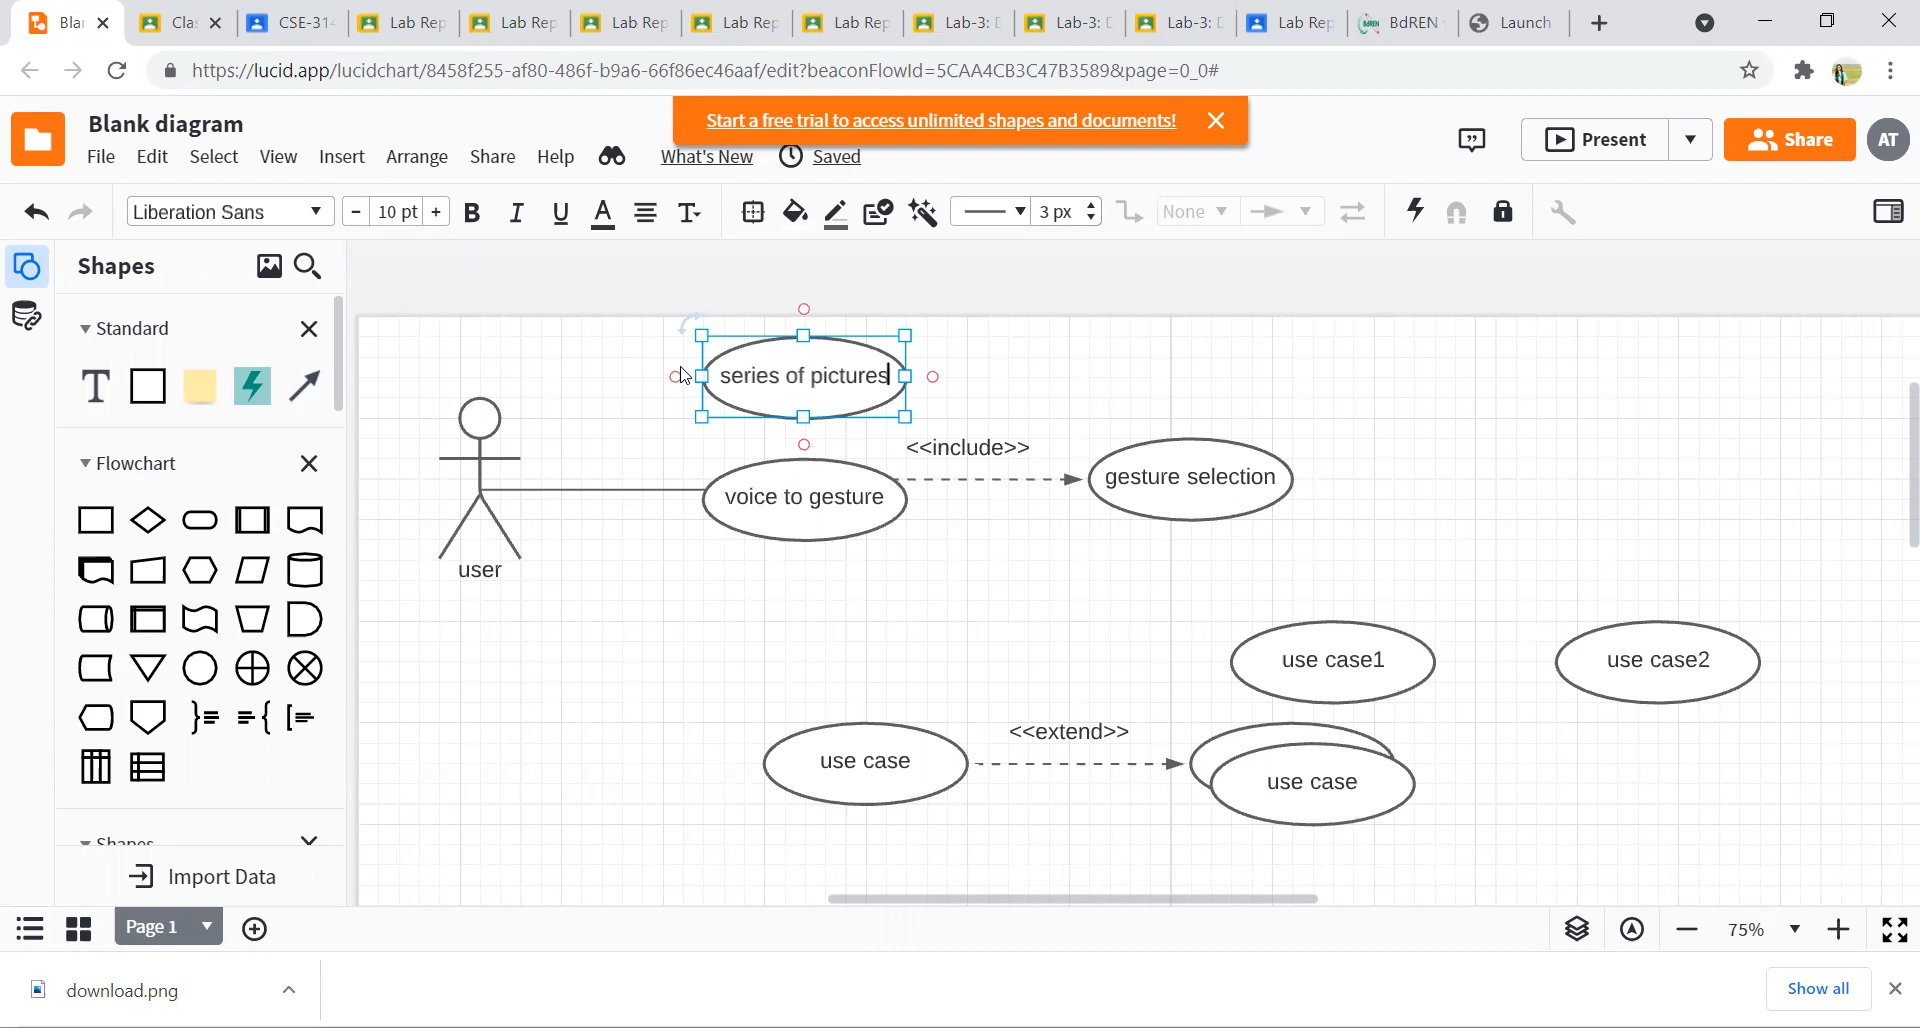 Bla
Cla
CSE-314
Lab Rep
Lab Rep
Lab Rep
Lab Rep
Lab Rep
Lab-3: D
Lab-3: D
Lab-3: D
Lab Rep
BdREN
Launch
https://lucid.app/lucidchart/8458f255-af80-486f-b9a6-66f86ec46aaf/edit?beaconFlowId=5CAA4CB3C47B3589&page=0_0#
Blank diagram
Start a free trial to access unlimited shapes and documents!
File Edit Select View Insert Arrange Share Help What's New Saved
Present
Share
AT
Liberation Sans
- 10 pt +
B I U A T
3 px
None
Shapes
Standard
T
Flowchart
Shapes
Import Data
series of pictures
<<include>>
voice to gesture
gesture selection
user
use case1
use case2
<<extend>>
use case
use case
Page 1
75%
download.png
Show all